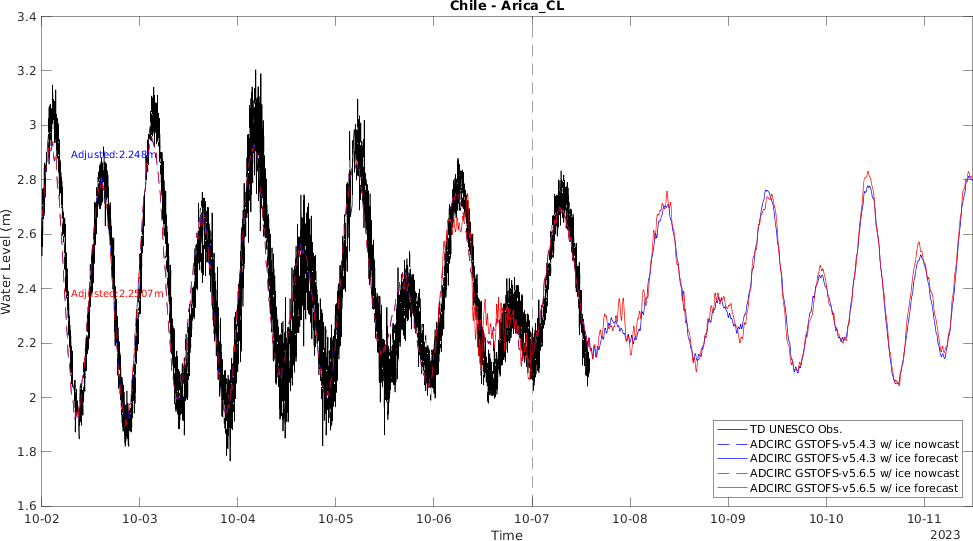 Chile - Arica_CL
3.4
3.2
3
2.8
2.6
2.4
2.2
2
1.8
1.6
Water Level (m)
Adjusted:2.248m
Adjusted:2.2507m
TD UNESCO Obs.
ADCIRC GSTOFS-v5.4.3 w/ ice nowcast
ADCIRC GSTOFS-v5.4.3 w/ ice forecast
ADCIRC GSTOFS-v5.6.5 w/ ice nowcast
ADCIRC GSTOFS-v5.6.5 w/ ice forecast
10-02 10-03 10-04 10-05 10-06 10-07 10-08 10-09 10-10 10-11
Time
2023